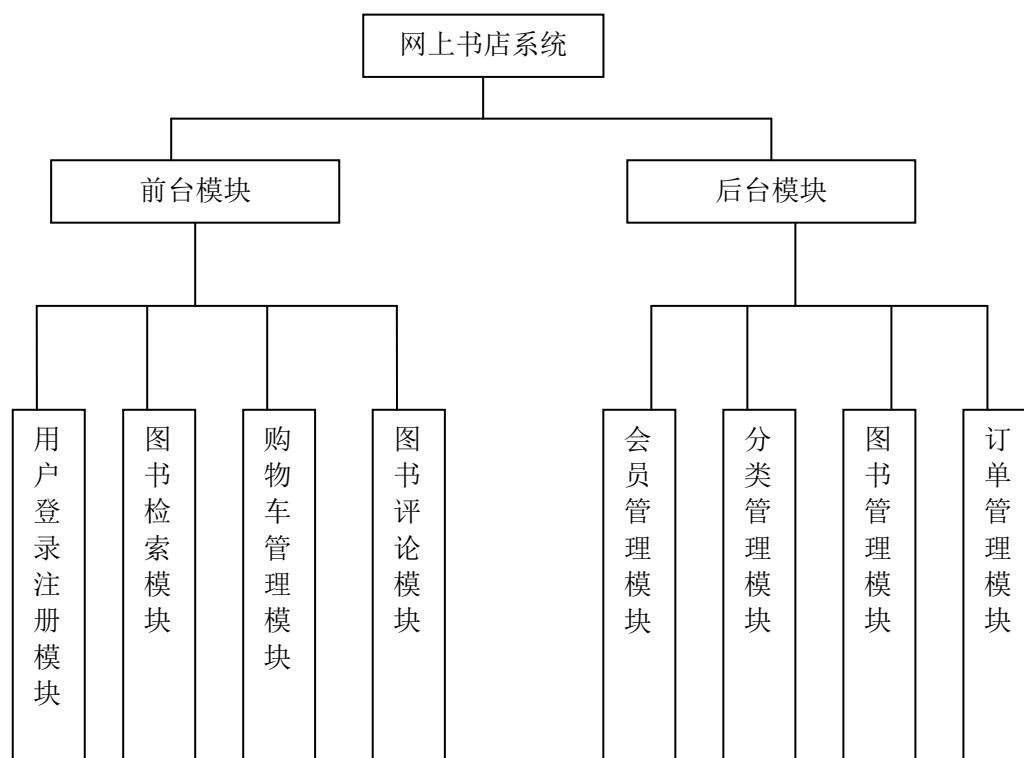 网上书店系统
前台模块
后台模块
用户登录注册模块
图书检索模块
购物车管理模块
图书评论模块
会员管理模块
分类管理模块
图书管理模块
订单管理模块